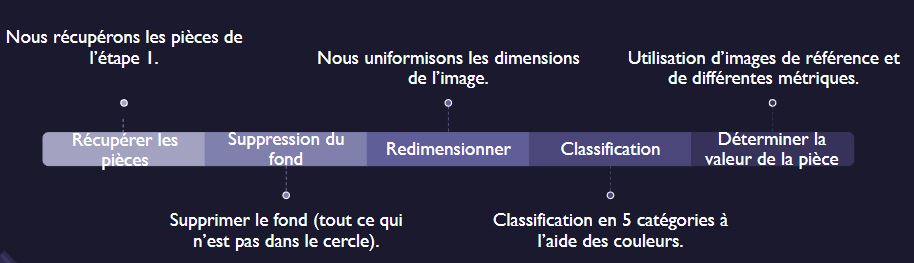 Nous récupérons les pièces de
l'étape 1.
Nous uniformisons les dimensions
de l'image.
Utilisation d'images de référence et
de différentes métriques.
Récupérer les
pièces
Suppression du
fond
Redimensionner
Classification
Déterminer la
valeur de la pièce
Supprimer le fond (tout ce qui
n'est pas dans le cercle).
Classification en 5 catégories à
l'aide des couleurs.